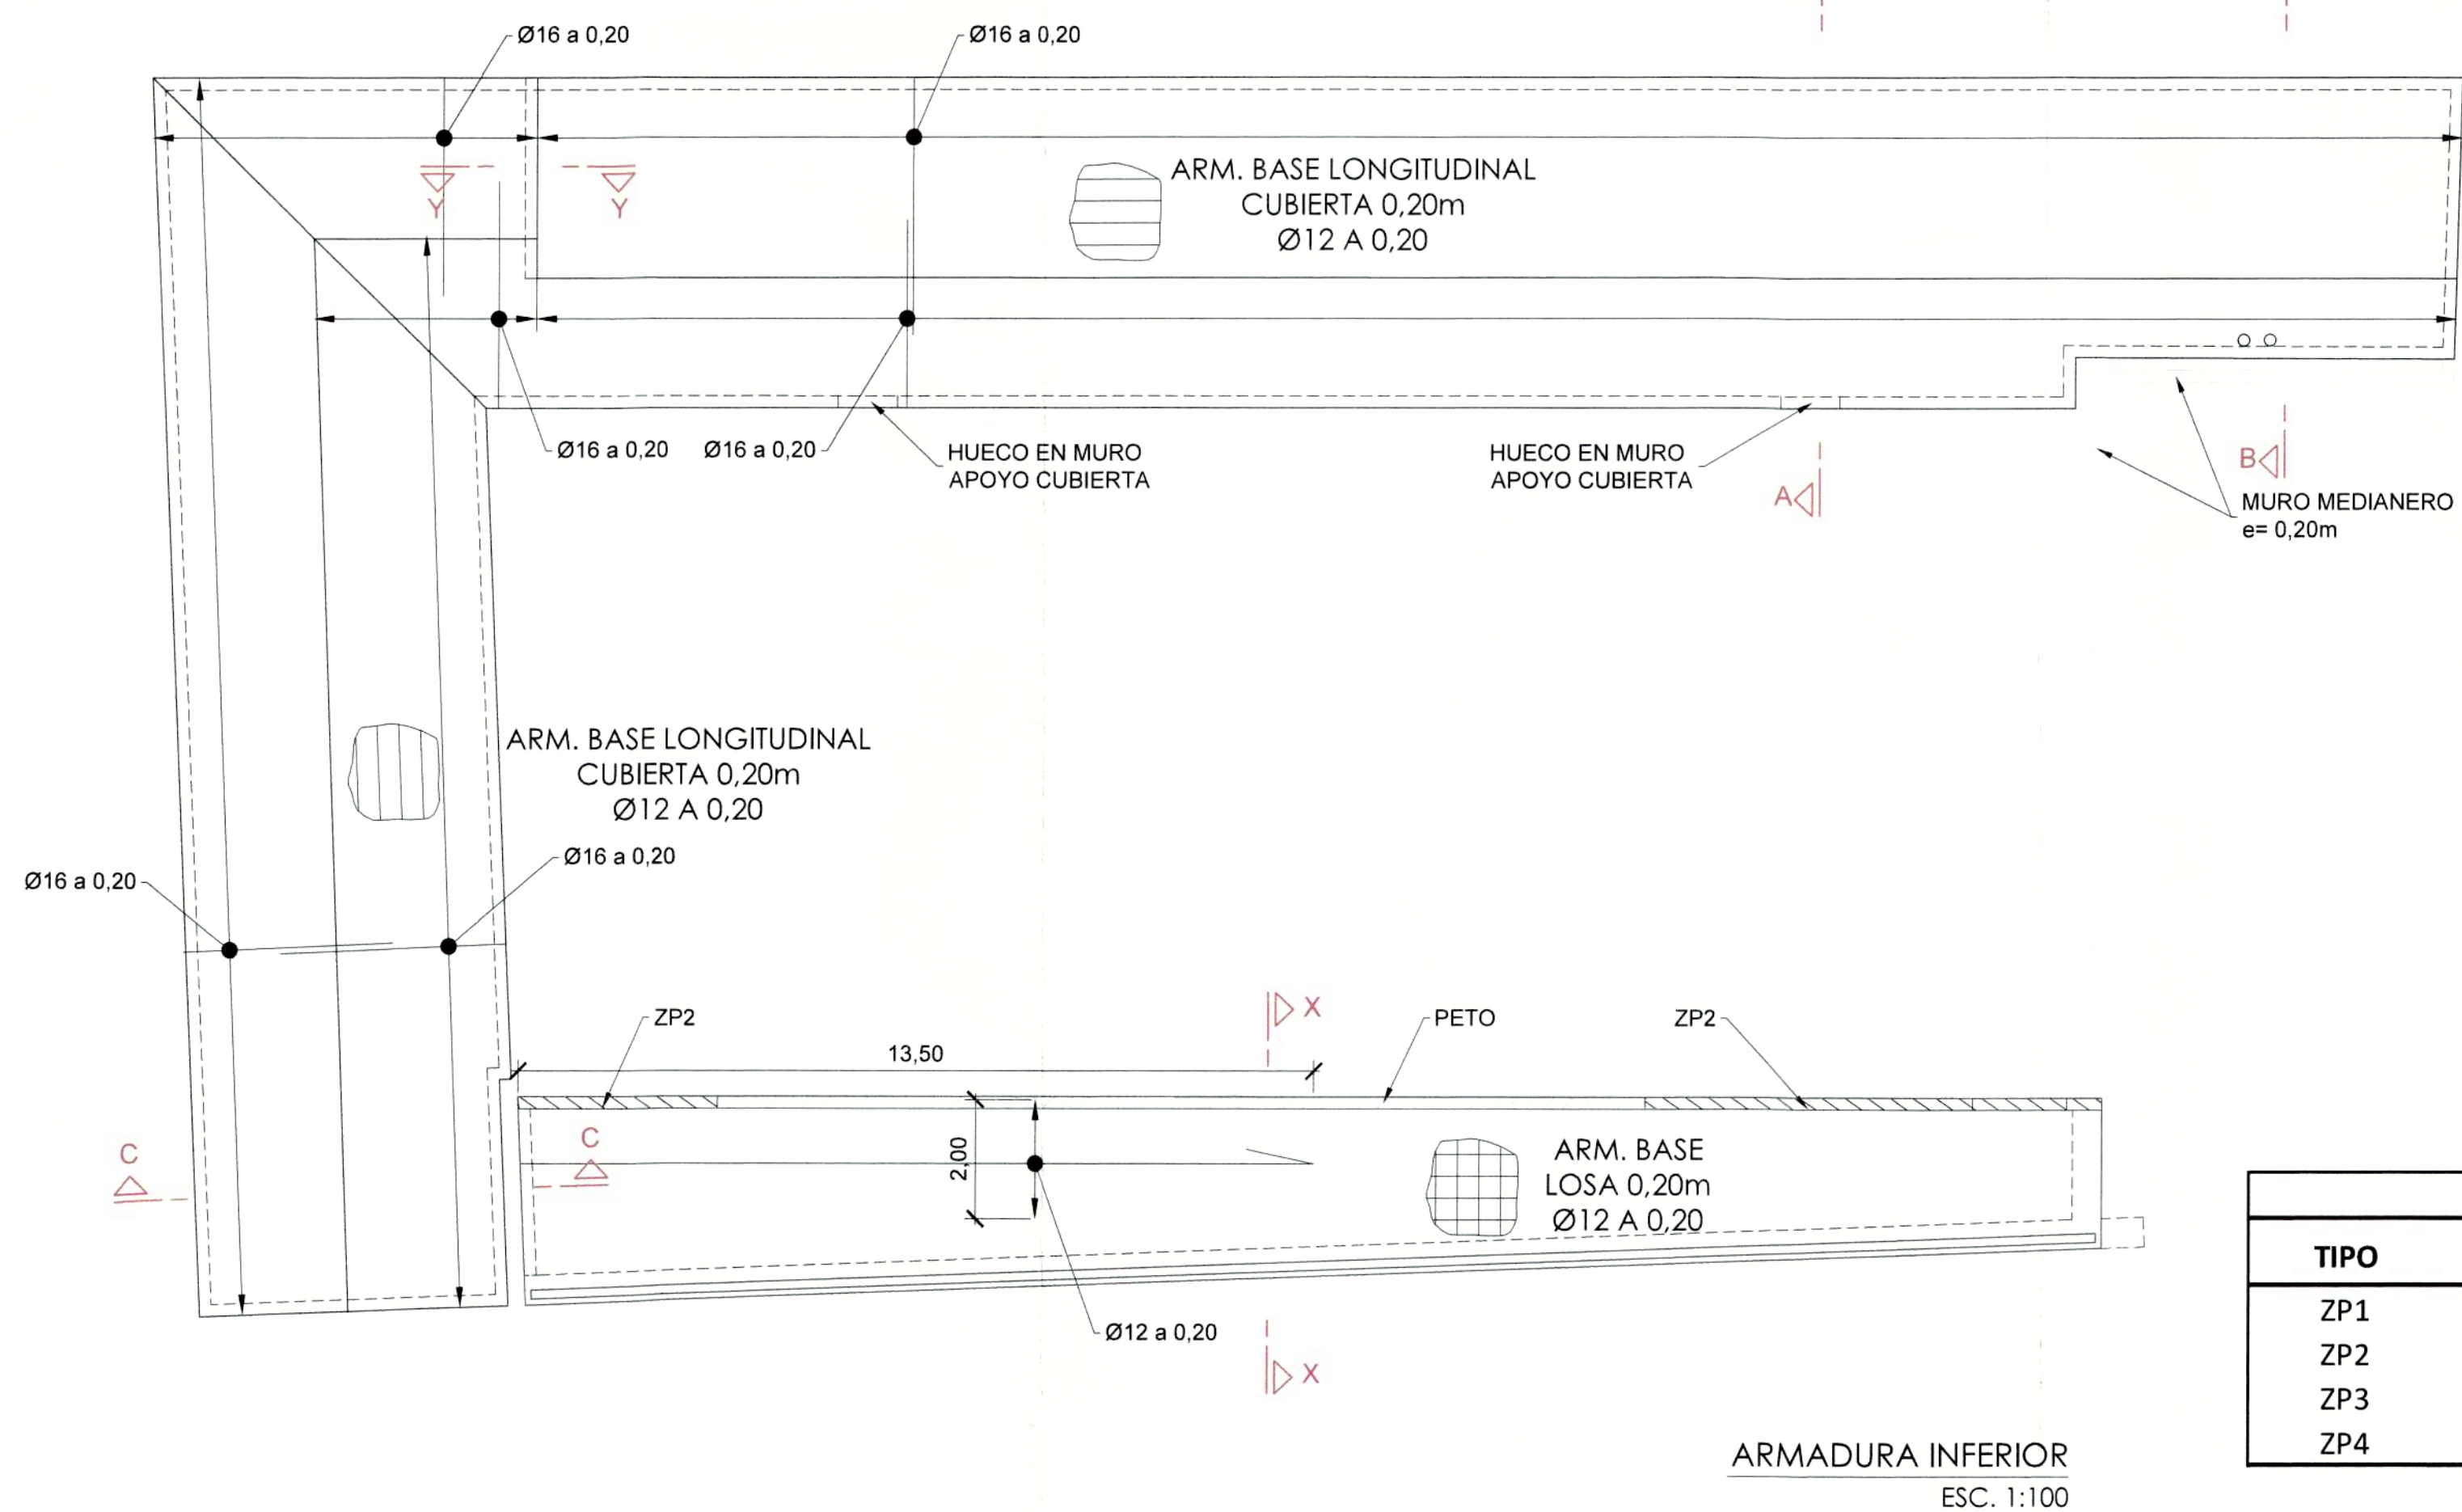 Ø16 a 0,20
Ø16 a 0,20
ARM. BASE LONGITUDINAL
CUBIERTA 0,20m
Ø12 A 0,20
Y
Y
Ø16 a 0,20
Ø16 a 0,20
HUECO EN MURO
APOYO CUBIERTA
HUECO EN MURO
APOYO CUBIERTA
A
B
MURO MEDIANERO
e= 0,20m
ARM. BASE LONGITUDINAL
CUBIERTA 0,20m
Ø12 A 0,20
Ø16 a 0,20
Ø16 a 0,20
ZP2
X
PETO
ZP2
13,50
C
C
2,00
ARM. BASE
LOSA 0,20m
Ø12 A 0,20
Ø12 a 0,20
X
TIPO
ZP1
ZP2
ZP3
ZP4
ARMADURA INFERIOR
ESC. 1:100